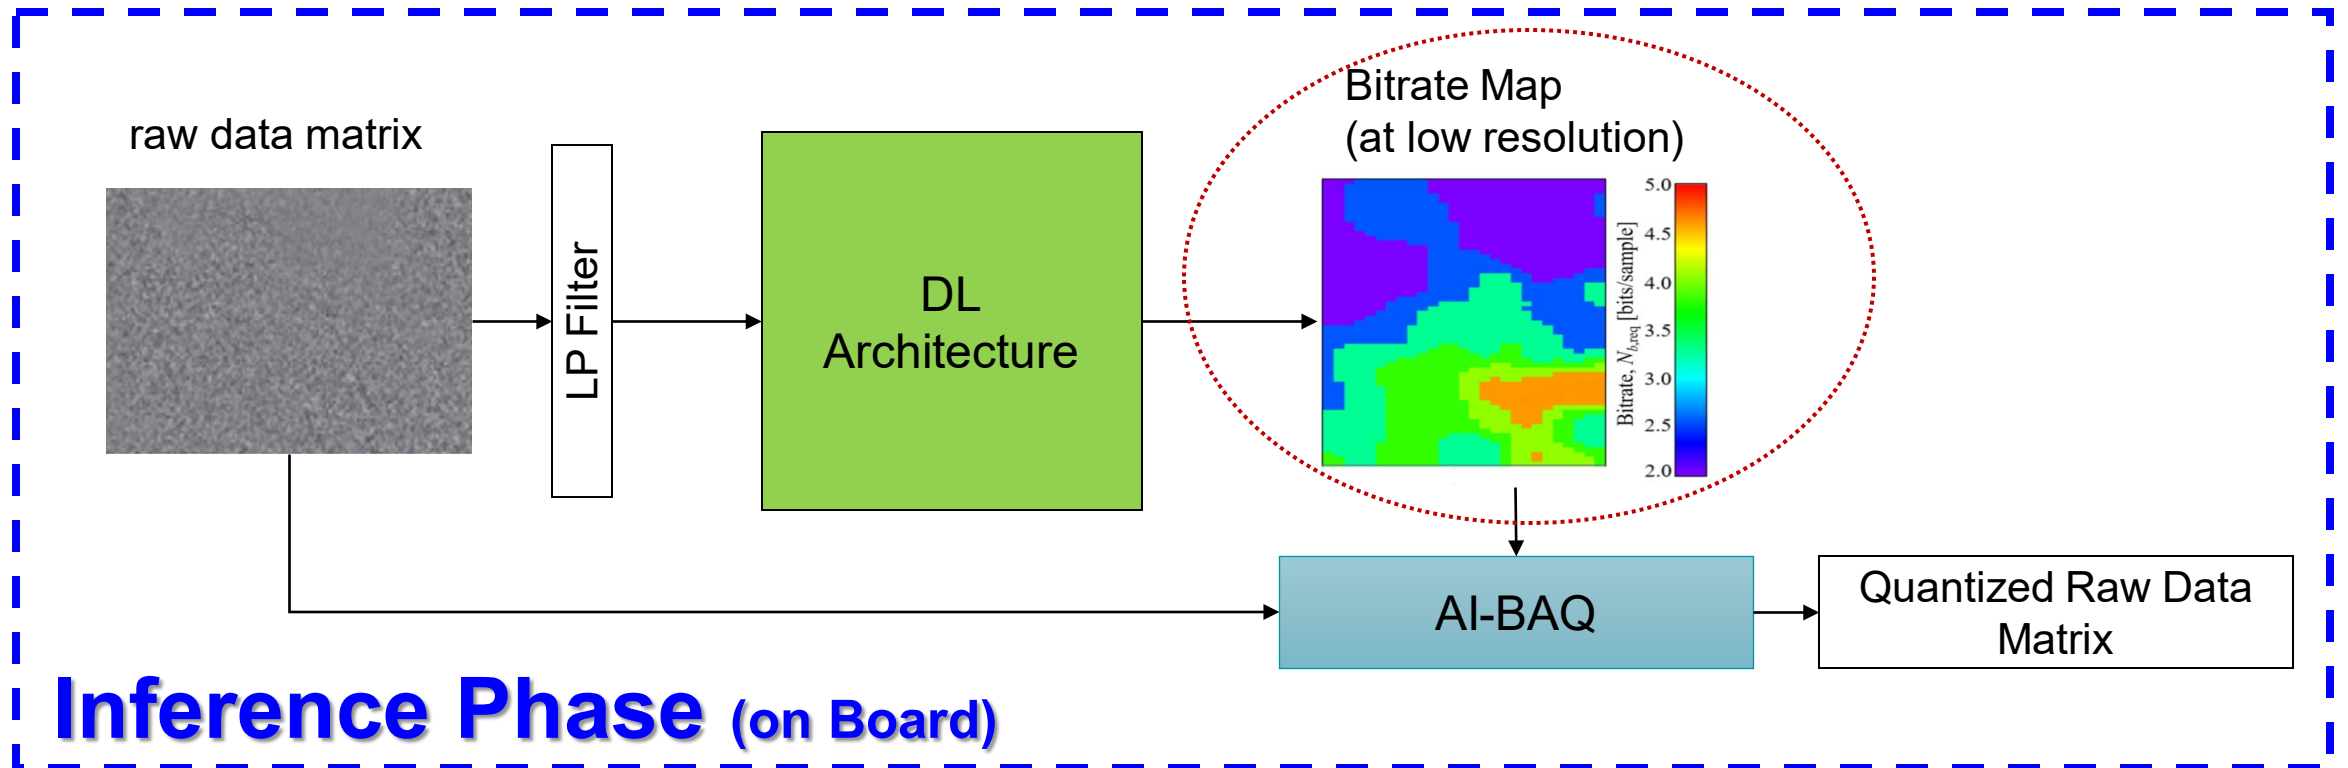 raw data matrix
LP Filter
DL
Architecture
Bitrate Map
(at low resolution)
5.0
4.5
4.0
3.5
3.0
2.5
2.0
Bitrate, N_b,req [bits/sample]
AI-BAQ
Quantized Raw Data
Matrix
Inference Phase (on Board)